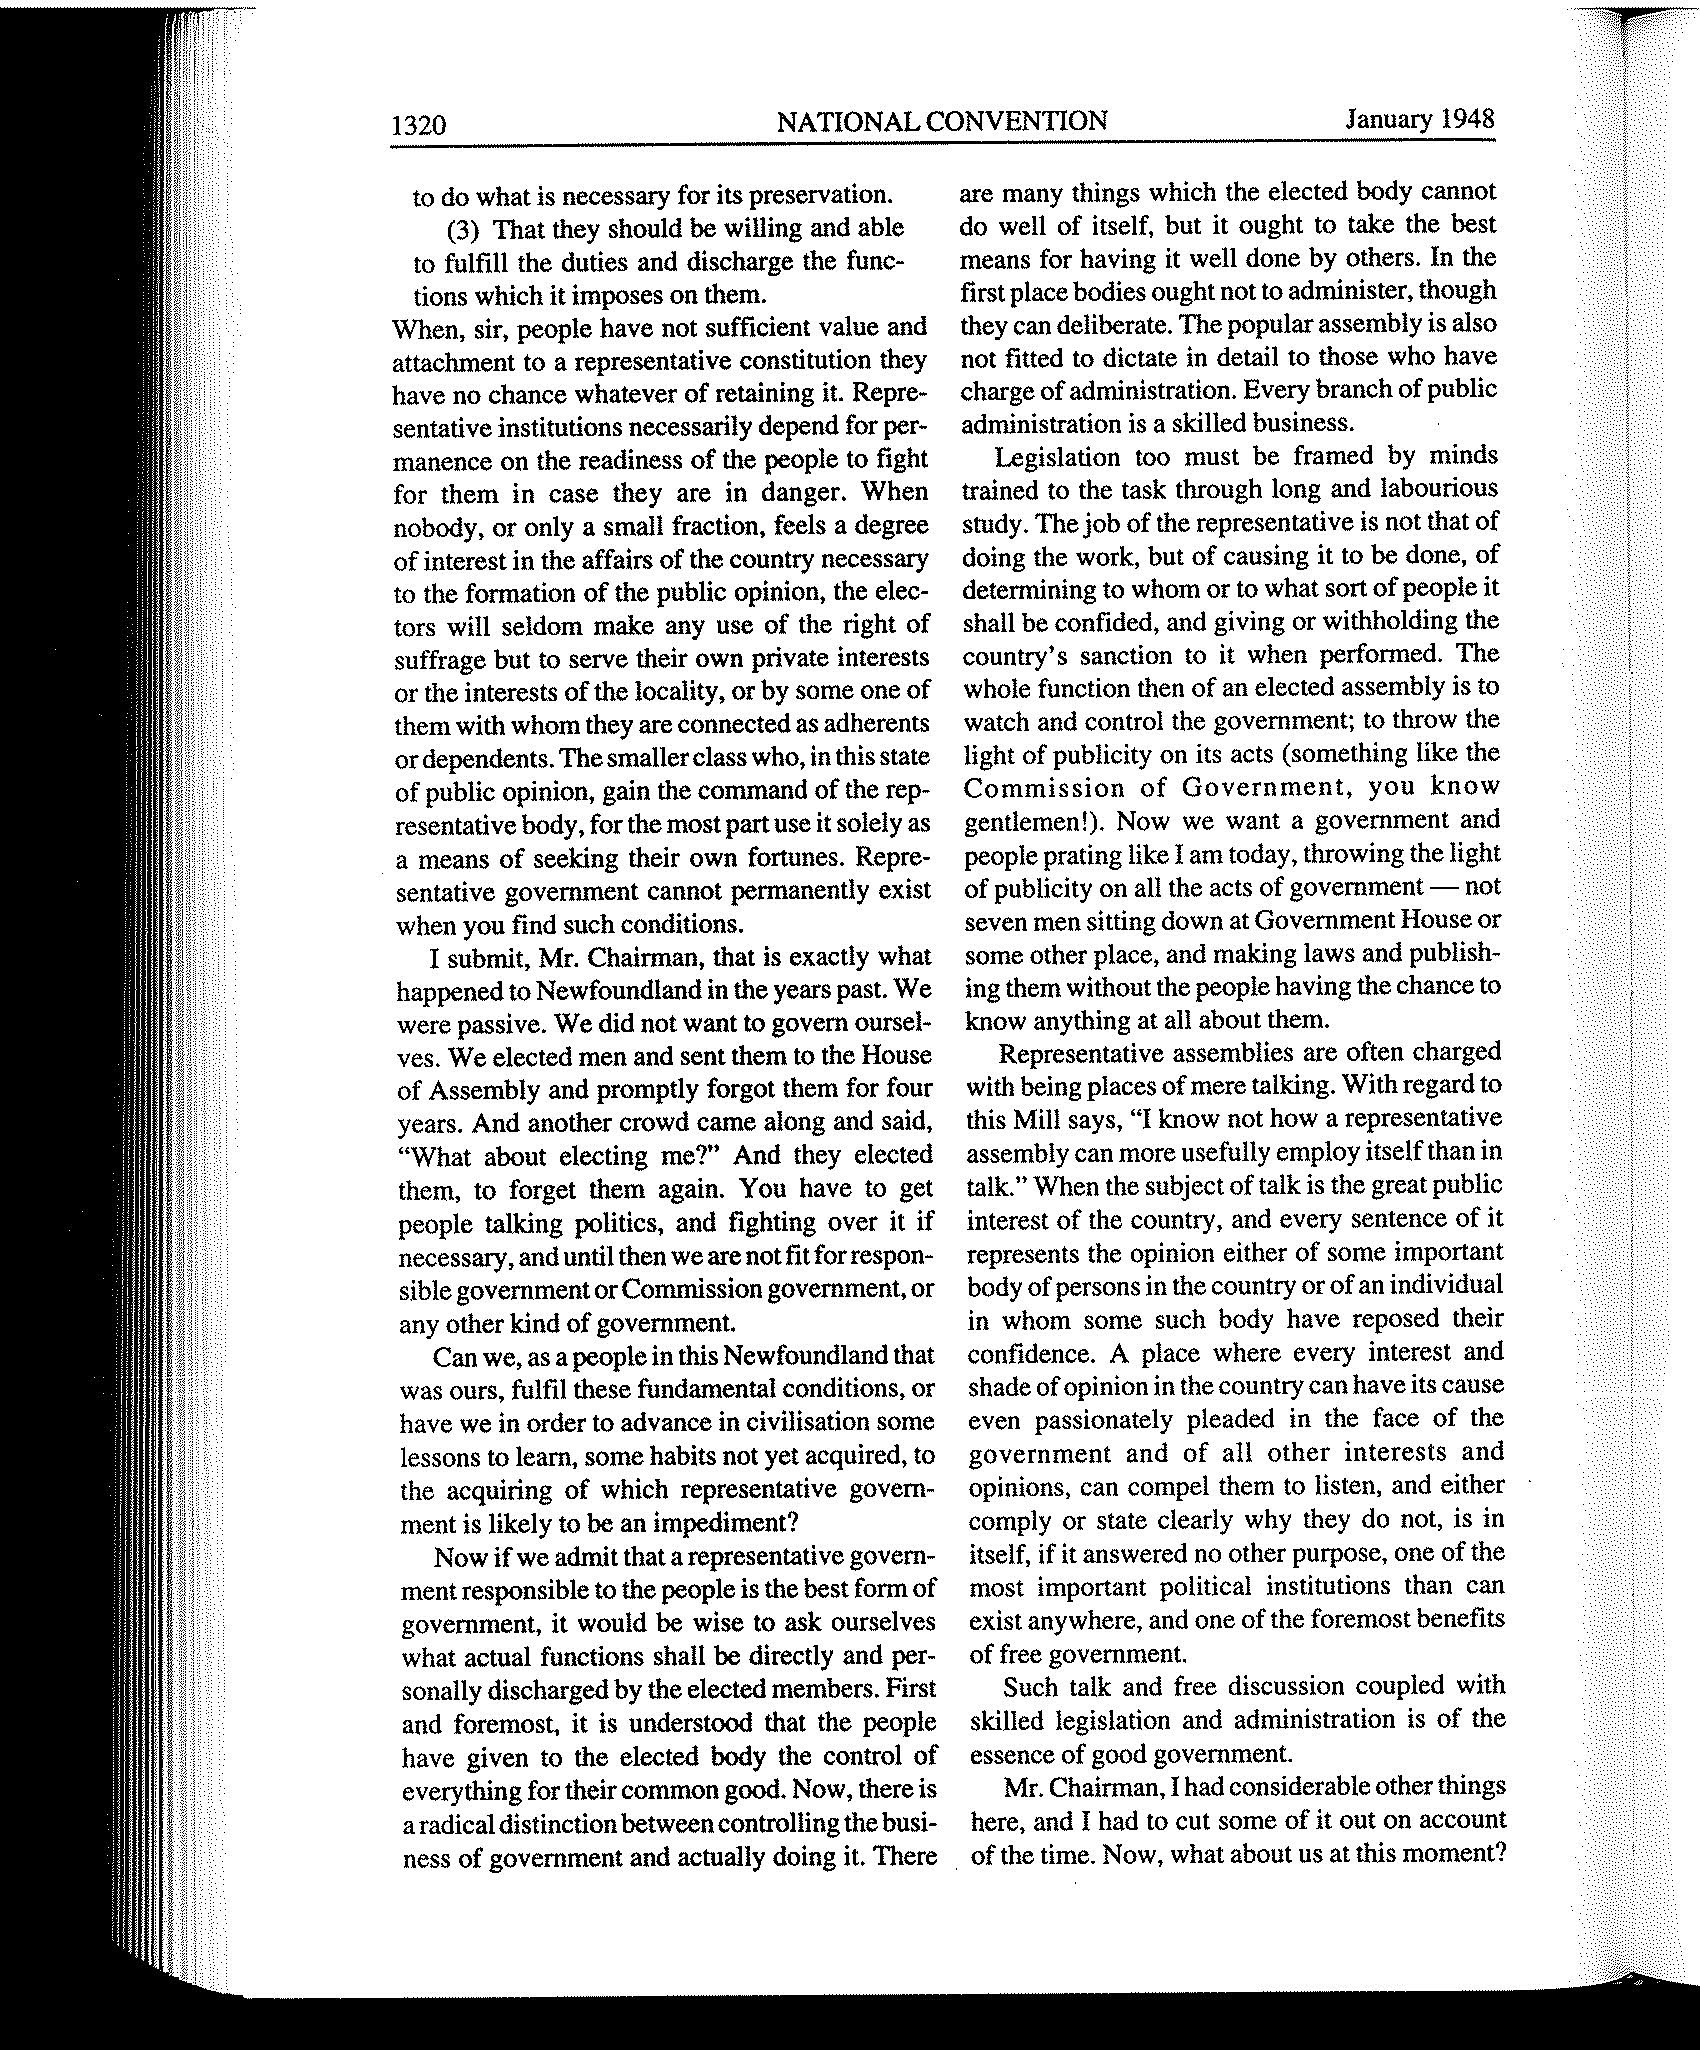 1320 NATIONAL CONVENTION January 1948
to do what is necessary for its preservation.
(3) That they should be willing and able
to fulfill the duties and discharge the func-
tions which it imposes on them.
When, sir, people have not sufficient value and
attachment to a representative constitution they
have no chance whatever of retaining it. Repre-
sentative institutions necessarily depend for per-
manence on the readiness of the people to fight
for them in case they are in danger. When
nobody, or only a small fraction, feels a degree
of interest in the affairs of the country necessary
to the formation of the public opinion, the elec-
tors will seldom make any use of the right of
suffrage but to serve their own private interests
or the interests of the locality, or by some one of
them with whom they are connected as adherents
or dependents. The smaller class who, in this state
of public opinion, gain the command of the rep-
resentative body, for the most part use it solely as
a means of seeking their own fortunes. Repre-
sentative government cannot permanently exist
when you find such conditions.
I submit, Mr. Chairman, that is exactly what
happened to Newfoundland in the years past. We
were passive. We did not want to govern oursel-
ves. We elected men and sent them to the House
of Assembly and promptly forgot them for four
years. And another crowd came along and said,
“What about electing me?” And they elected
them, to forget them again. You have to get
people talking politics, and fighting over it if
necessary, and until then we are not fit for respon-
sible government or Commission government, or
any other kind of government.
Can we, as a people in this Newfoundland that
was ours, fulfil these fundamental conditions, or
have we in order to advance in civilisation some
lessons to learn, some habits not yet acquired, to
the acquiring of which representative govern-
ment is likely to be an impediment?
Now if we admit that a representative govern-
ment responsible to the people is the best form of
government, it would be wise to ask ourselves
what actual functions shall be directly and per-
sonally discharged by the elected members. First
and foremost, it is understood that the people
have given to the elected body the control of
everything for their common good. Now, there is
a radical distinction between controlling the busi-
ness of government and actually doing it. There
are many things which the elected body cannot
do well of itself, but it ought to take the best
means for having it well done by others. In the
first place bodies ought not to administer, though
they can deliberate. The popular assembly is also
not fitted to dictate in detail to those who have
charge of administration. Every branch of public
administration is a skilled business.
Legislation too must be framed by minds
trained to the task through long and labourious
study. The job of the representative is not that of
doing the work, but of causing it to be done, of
determining to whom or to what sort of people it
shall be confided, and giving or withholding the
country's sanction to it when performed. The
whole function then of an elected assembly is to
watch and control the government; to throw the
light of publicity on its acts (something like the
Commission of Government, you know
gentlemen!). Now we want a government and
people prating like I am today, throwing the light
of publicity on all the acts of government — not
seven men sitting down at Government House or
some other place, and making laws and publish-
ing them without the people having the chance to
know anything at all about them.
Representative assemblies are often charged
with being places of mere talking. With regard to
this Mill says, “I know not how a representative
assembly can more usefully employ itself than in
talk.” When the subject of talk is the great public
interest of the country, and every sentence of it
represents the opinion either of some important
body of persons in the country or of an individual
in whom some such body have reposed their
confidence. A place where every interest and
shade of opinion in the country can have its cause
even passionately pleaded in the face of the
government and of all other interests and
opinions, can compel them to listen, and either
comply or state clearly why they do not, is in
itself, if it answered no other purpose, one of the
most important political institutions than can
exist anywhere, and one of the foremost benefits
of free government.
Such talk and free discussion coupled with
skilled legislation and administration is of the
essence of good government.
Mr. Chairman, I had considerable other things
here, and I had to cut some of it out on account
of the time. Now, what about us at this moment?